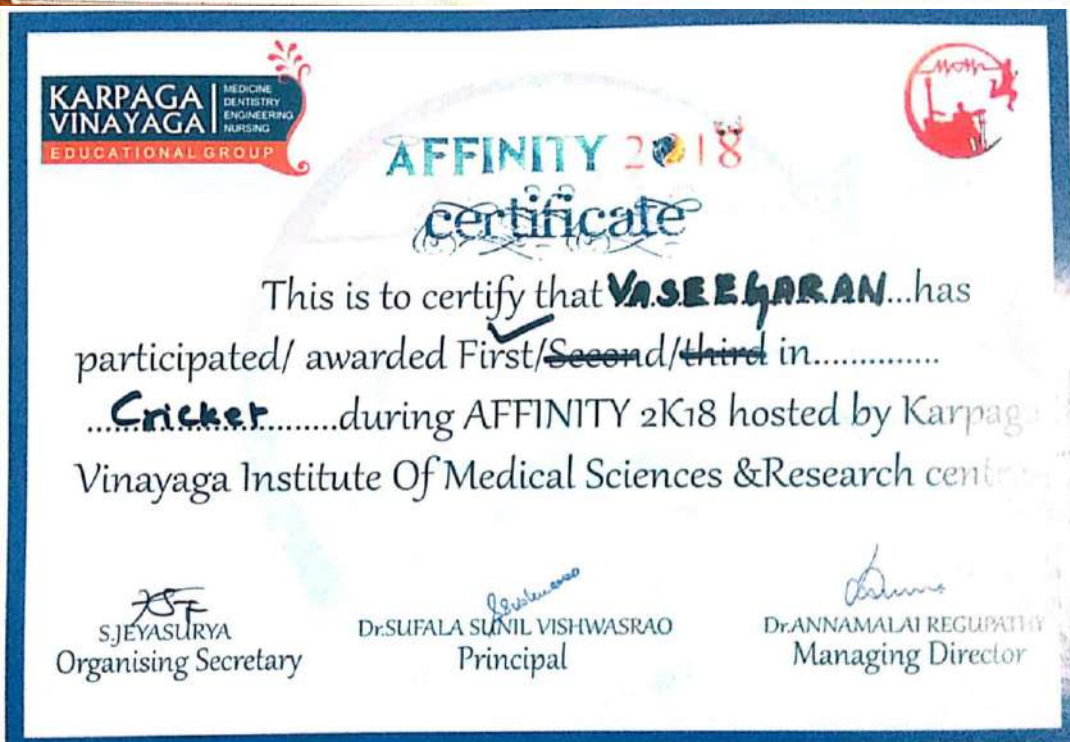 KARPAGA
VINAYAGA
MEDICINE
DENTISTRY
ENGINEERING
NURSING
EDUCATIONAL GROUP
AFFINITY 2018
certificate
This is to certify that VASEEGARAN...has
participated/ awarded First/Second/third in..............
...Cricket.........during AFFINITY 2K18 hosted by Karpaga
Vinayaga Institute Of Medical Sciences &Research cent
S.JEYASURYA
Organising Secretary
Dr.SUFALA SUNIL VISHWASRAO
Principal
Dr.ANNAMALAI REGUPATHY
Managing Director